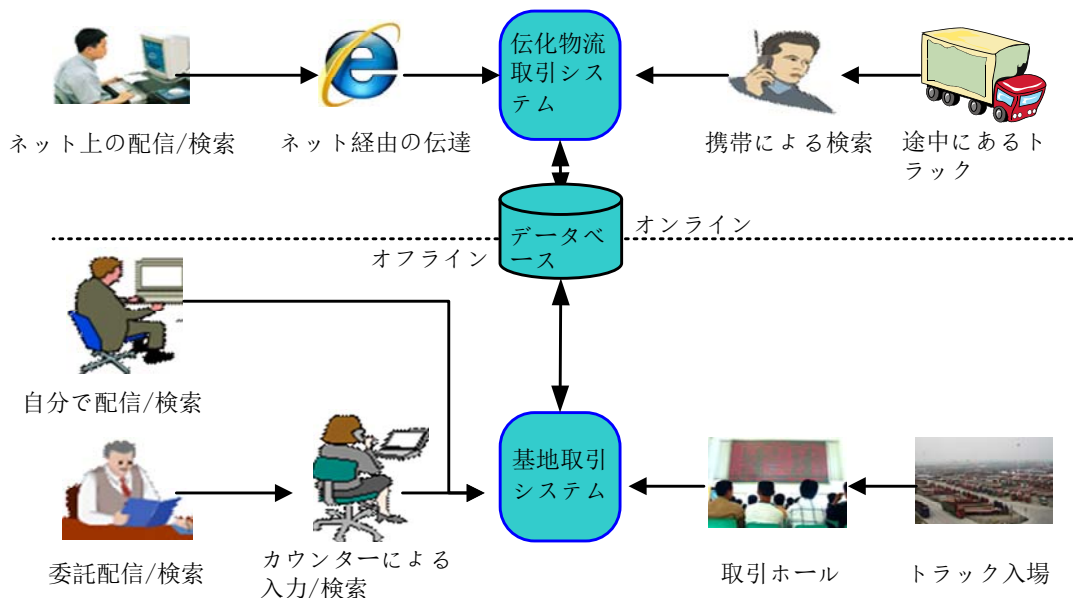 伝化物流
取引シス
テム
ネット上の配信/検索
ネット経由の伝達
携帯による検索
途中にあるト
ラック
データベ
ース
オンライン
オフライン
自分で配信/検索
基地取引
システム
委託配信/検索
カウンターによる
入力/検索
取引ホール
トラック入場